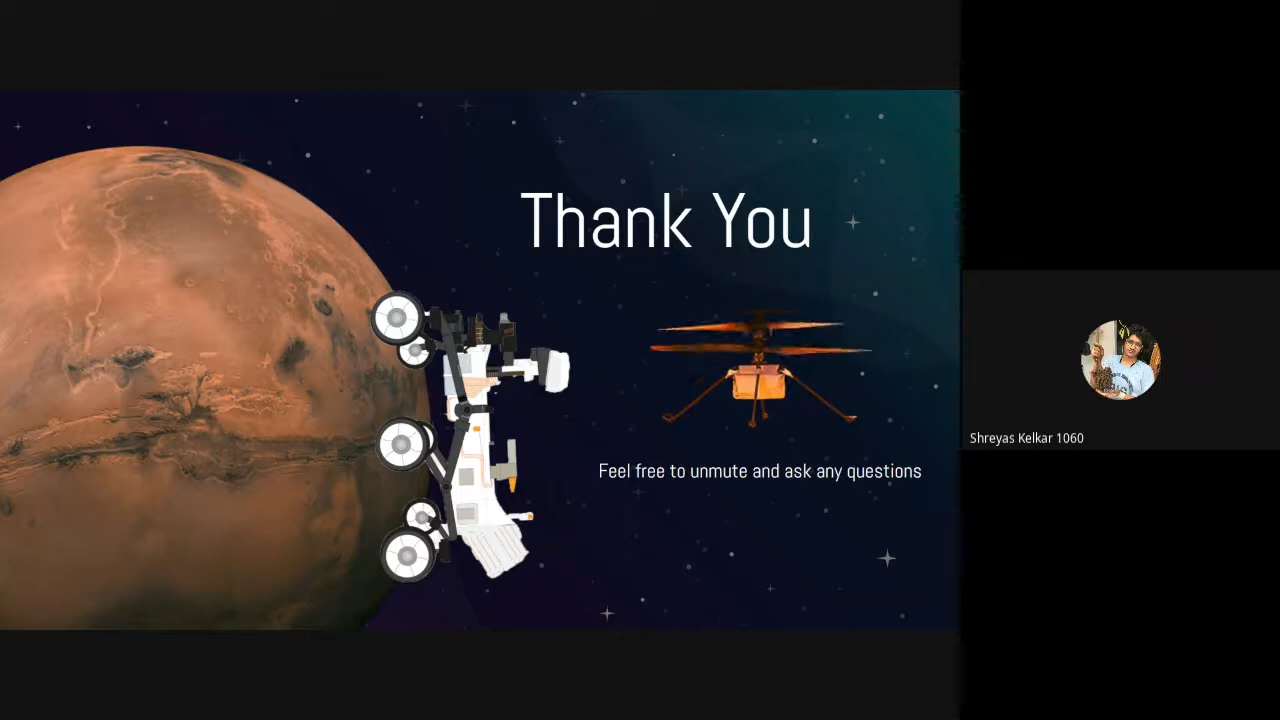 Thank You
Feel free to unmute and ask any questions
Shreyas Kelkar 1060